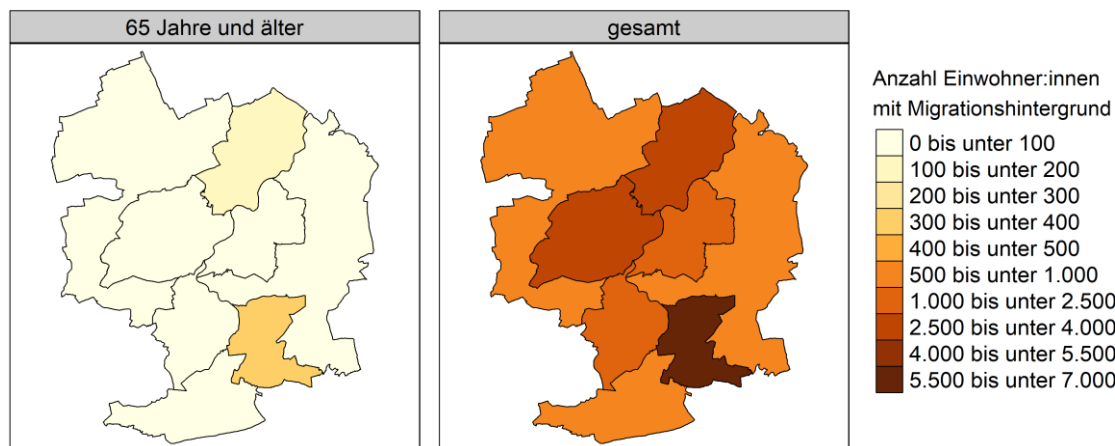 65 Jahre und älter
gesamt
Anzahl Einwohner:innen
mit Migrationshintergrund
0 bis unter 100
100 bis unter 200
200 bis unter 300
300 bis unter 400
400 bis unter 500
500 bis unter 1.000
1.000 bis unter 2.500
2.500 bis unter 4.000
4.000 bis unter 5.500
5.500 bis unter 7.000